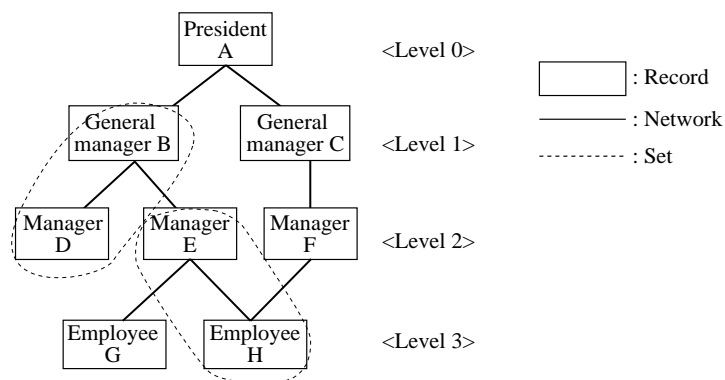 President
A
<Level 0>
: Record
: Network
: Set
General
manager B
General
manager C
<Level 1>
Manager
D
Manager
E
Manager
F
<Level 2>
Employee
G
Employee
H
<Level 3>